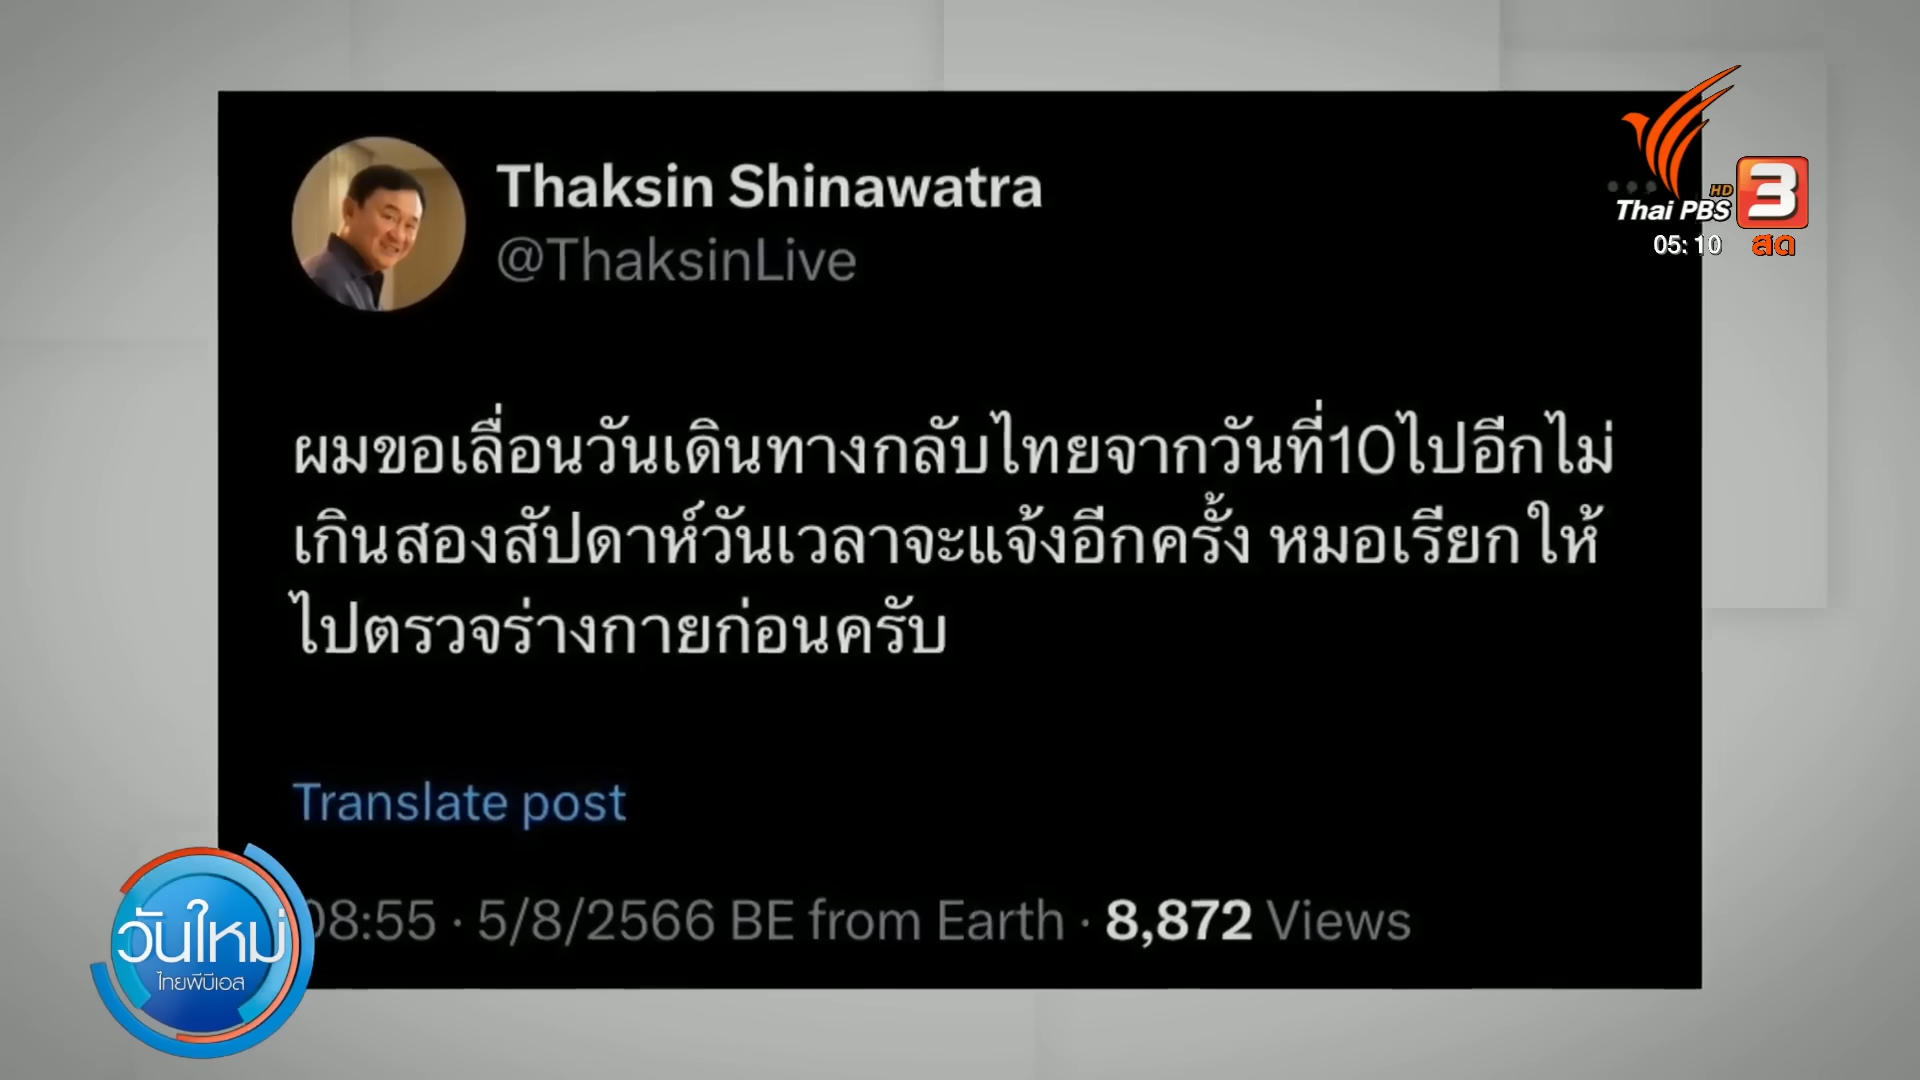 Thaksin Shinawatra
@ThaksinLive
HD
Thai PBS 3
05:10 สด
ผมขอเลื่อนวันเดินทางกลับไทยจากวันที่10ไปอีกไม่
เกินสองสัปดาห์วันเวลาจะแจ้งอีกครั้ง หมอเรียกให้
ไปตรวจร่างกายก่อนครับ
Translate post
08:55 · 5/8/2566 BE from Earth · 8,872 Views
วันใหม่
ไทยพีบีเอส